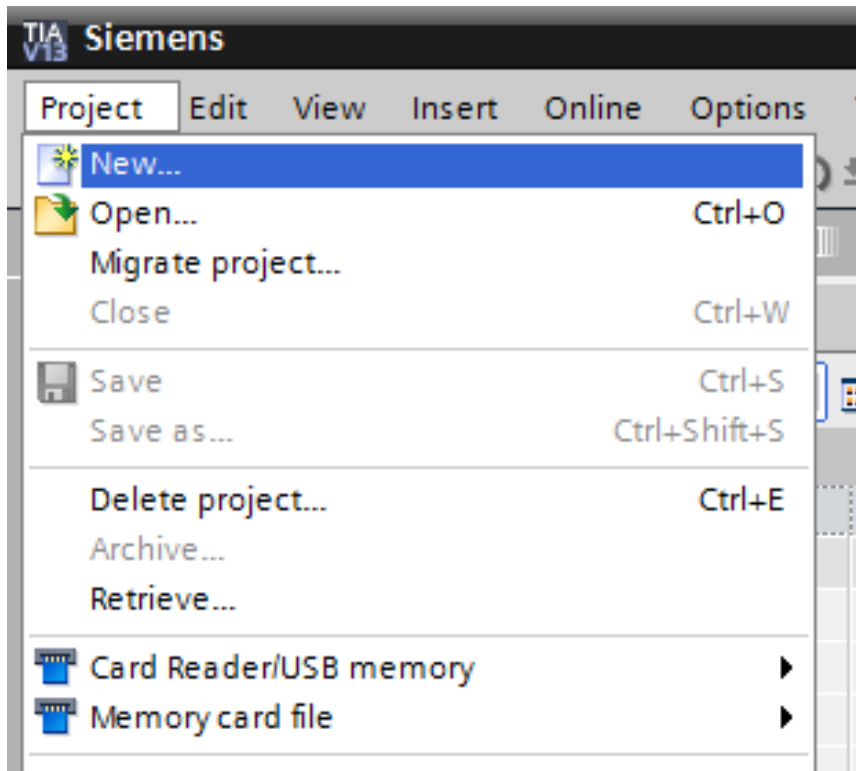 TIA V13 Siemens
Project Edit View Insert Online Options
New...
Open... Ctrl+O
Migrate project...
Close Ctrl+W
Save Ctrl+S
Save as... Ctrl+Shift+S
Delete project... Ctrl+E
Archive...
Retrieve...
Card Reader/USB memory
Memory card file